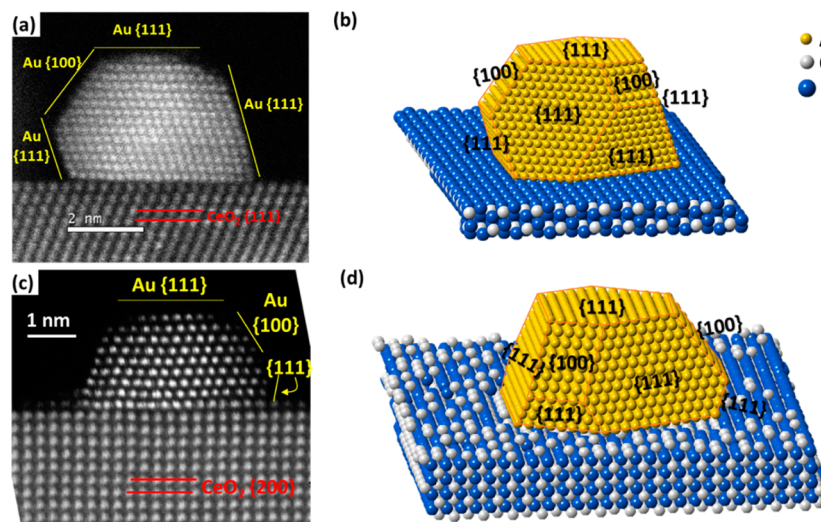 (a)
Au {111}
Au {100}
Au {111}
Au
{111}
CeO2 {111}
2 nm
(b)
{111}
{100}
{100}
{111}
{111}
{111}
{111}
(c)
Au {111}
1 nm
Au
{100}
{111}
CeO2 {200}
(d)
{111}
{100}
{111}
{100}
{111}
{111}
{111}